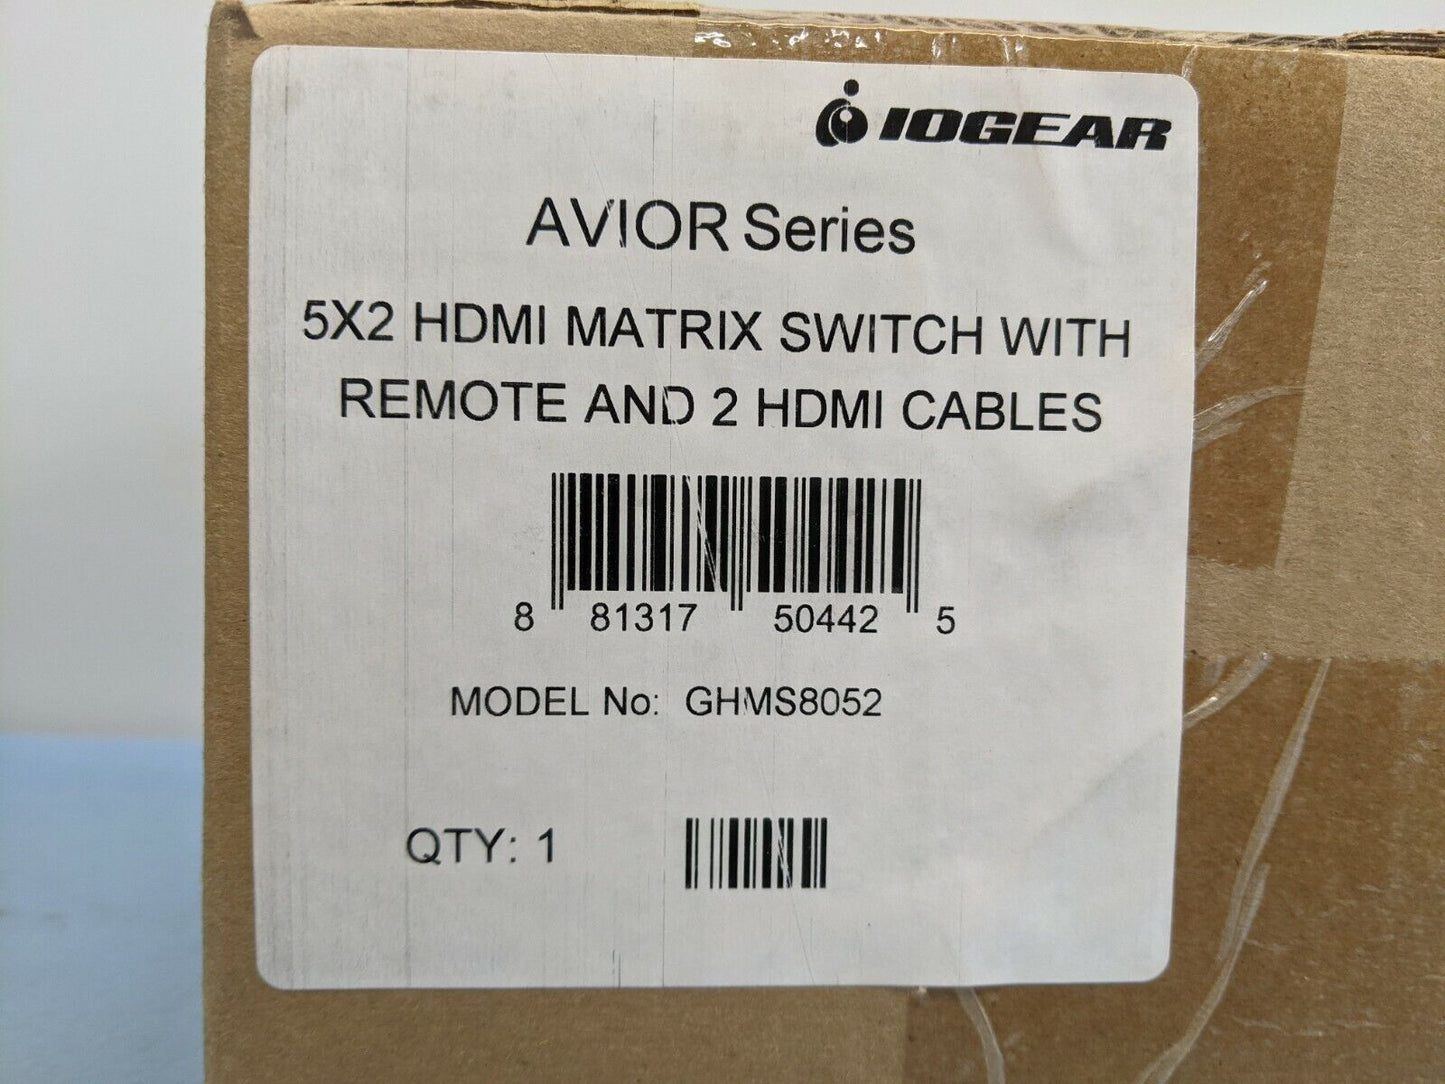 IOGEAR
AVIOR Series
5X2 HDMI MATRIX SWITCH WITH
REMOTE AND 2 HDMI CABLES
8 81317 50442 5
MODEL No: GHMS8052
QTY: 1